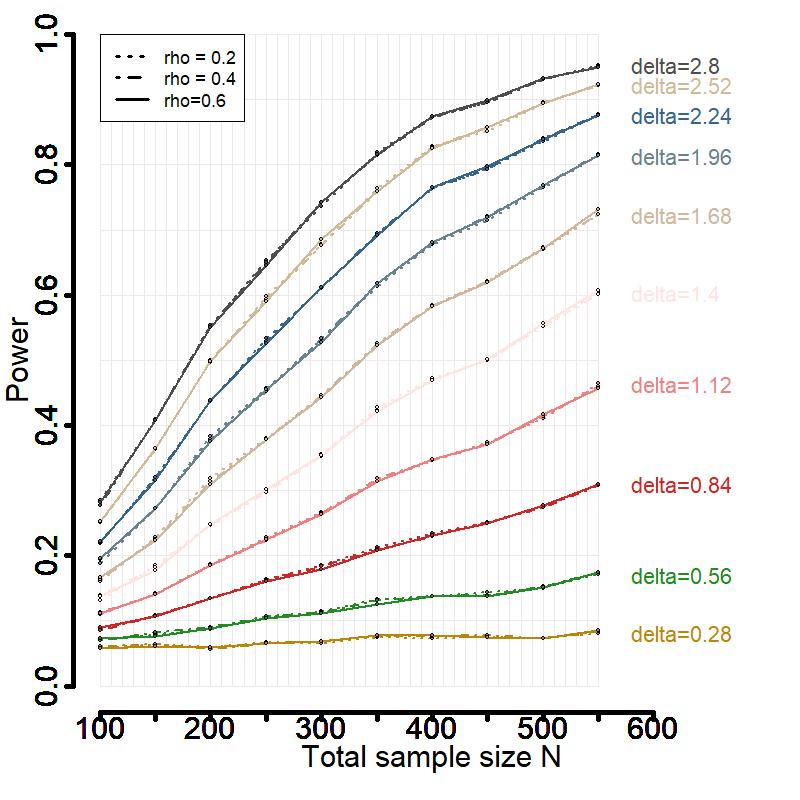 rho = 0.2
rho = 0.4
rho=0.6
1.0
0.8
0.6
0.4
0.2
0.0
Power
delta=2.8
delta=2.52
delta=2.24
delta=1.96
delta=1.68
delta=1.4
delta=1.12
delta=0.84
delta=0.56
delta=0.28
100 200 300 400 500 600
Total sample size N